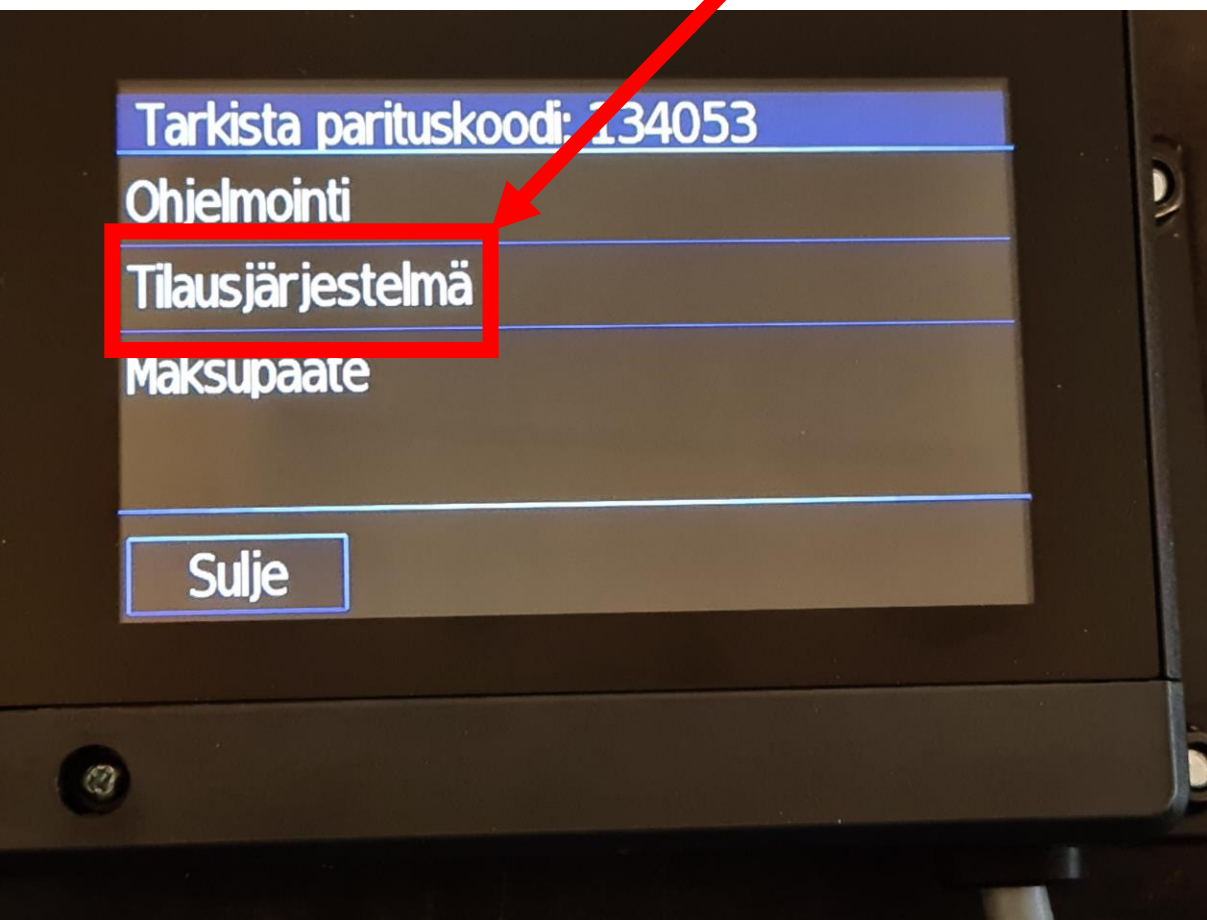 Tarkista parituskoodi: 134053
Ohjelmointi
Tilausjärjestelmä
Maksupääte
Sulje